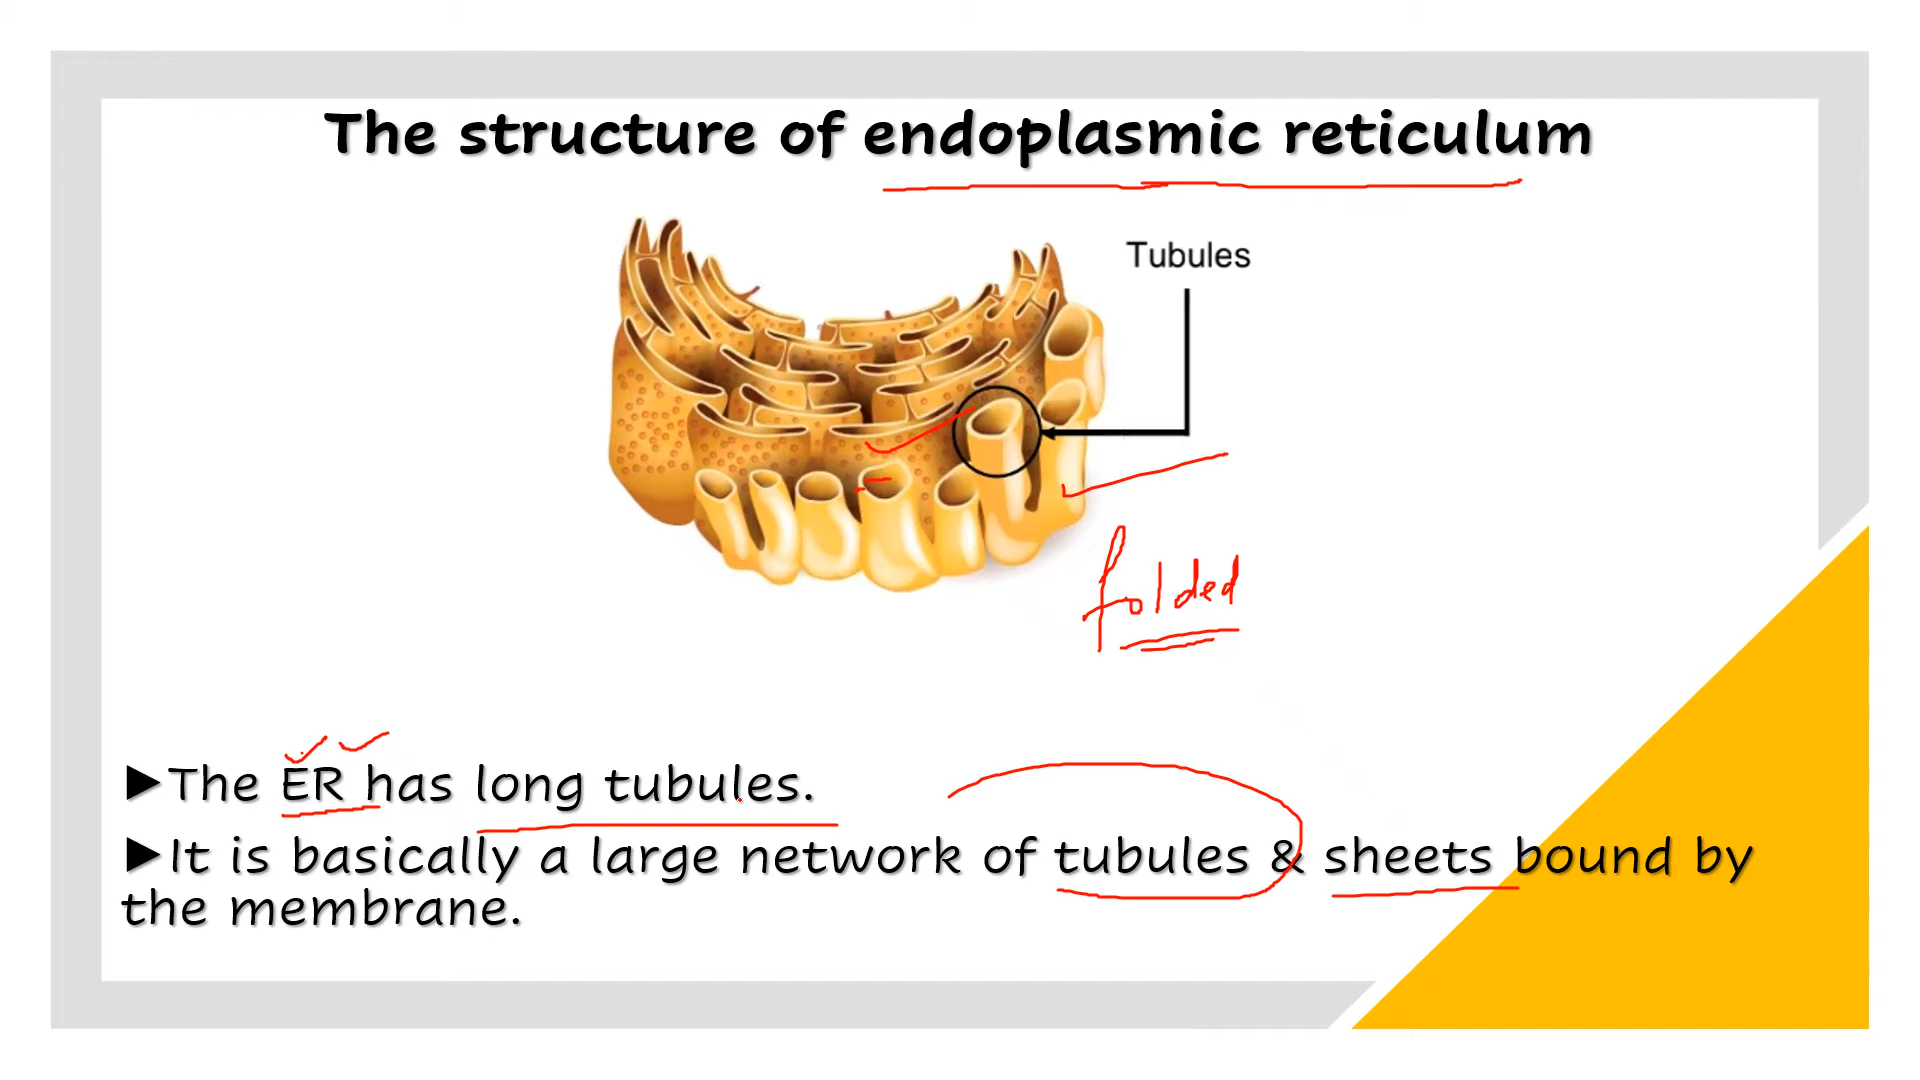 The structure of endoplasmic reticulum
Tubules
folded
►The ER has long tubules.
►It is basically a large network of tubules & sheets bound by
the membrane.